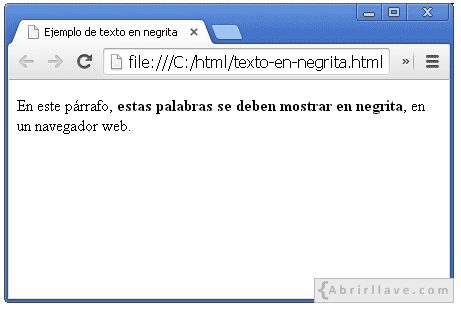 Ejemplo de texto en negrita
file:///C:/html/texto-en-negrita.html
En este párrafo, estas palabras se deben mostrar en negrita, en
un navegador web.
{Abrirllave.com